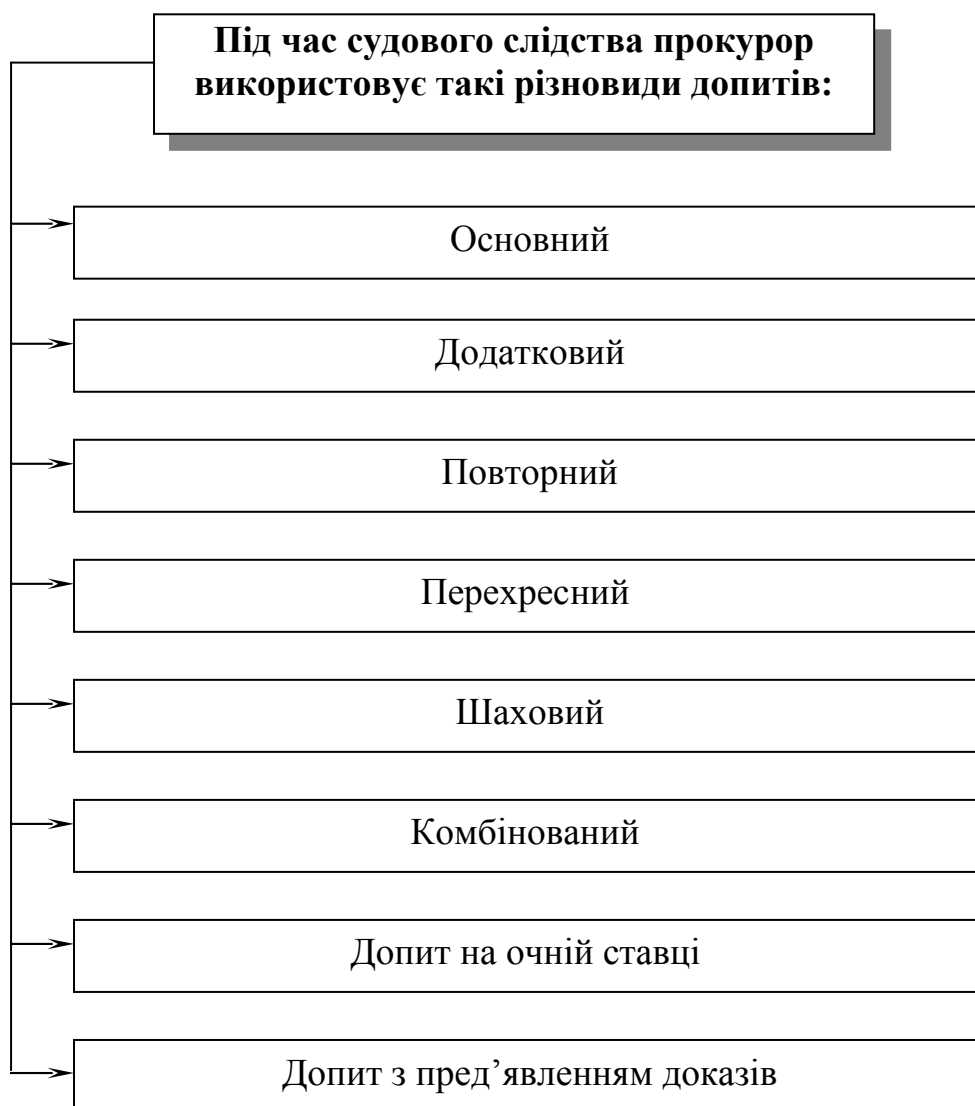 Під час судового слідства прокурор
використовує такі різновиди допитів:
Основний
Додатковий
Повторний
Перехресний
Шаховий
Комбінований
Допит на очній ставці
Допит з пред’явленням доказів